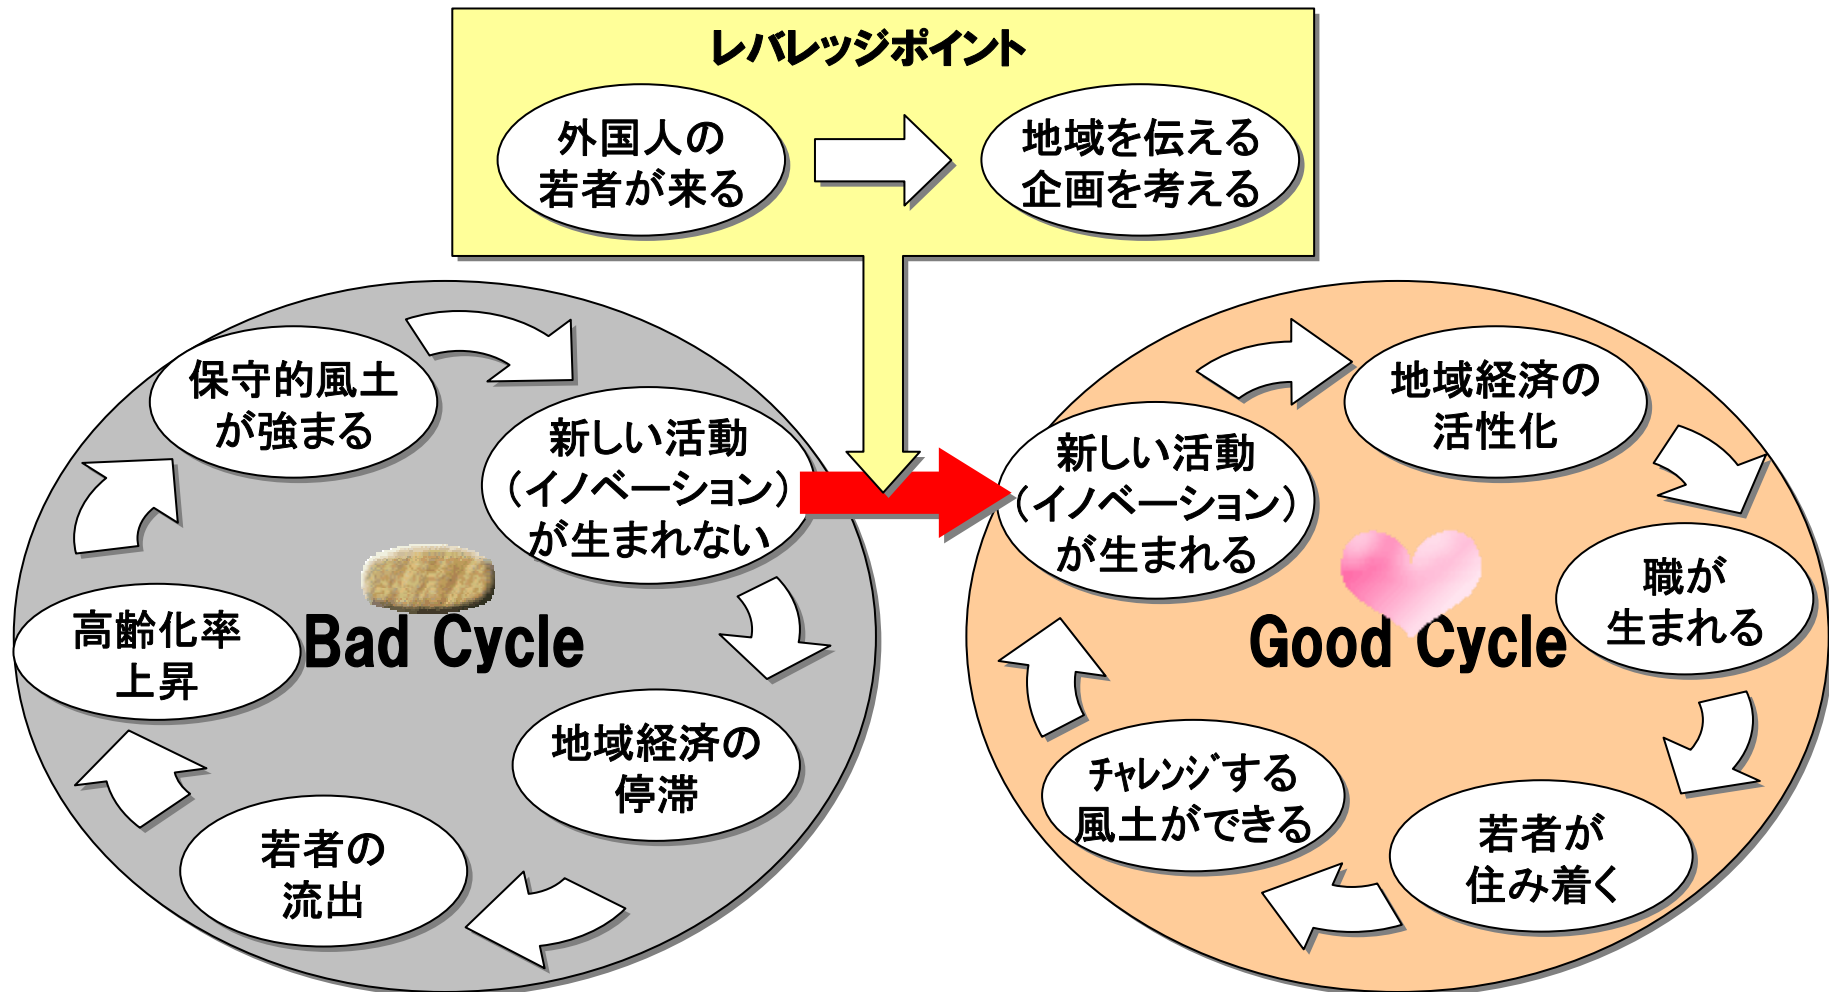 レバレッジポイント
外国人の
若者が来る
地域を伝える
企画を考える
保守的風土
が強まる
新しい活動
（イノベーション）
が生まれない
地域経済の
停滞
若者の
流出
高齢化率
上昇
Bad Cycle
新しい活動
（イノベーション）
が生まれる
地域経済の
活性化
職が
生まれる
若者が
住み着く
ﾁｬﾚﾝｼﾞする
風土ができる
Good Cycle